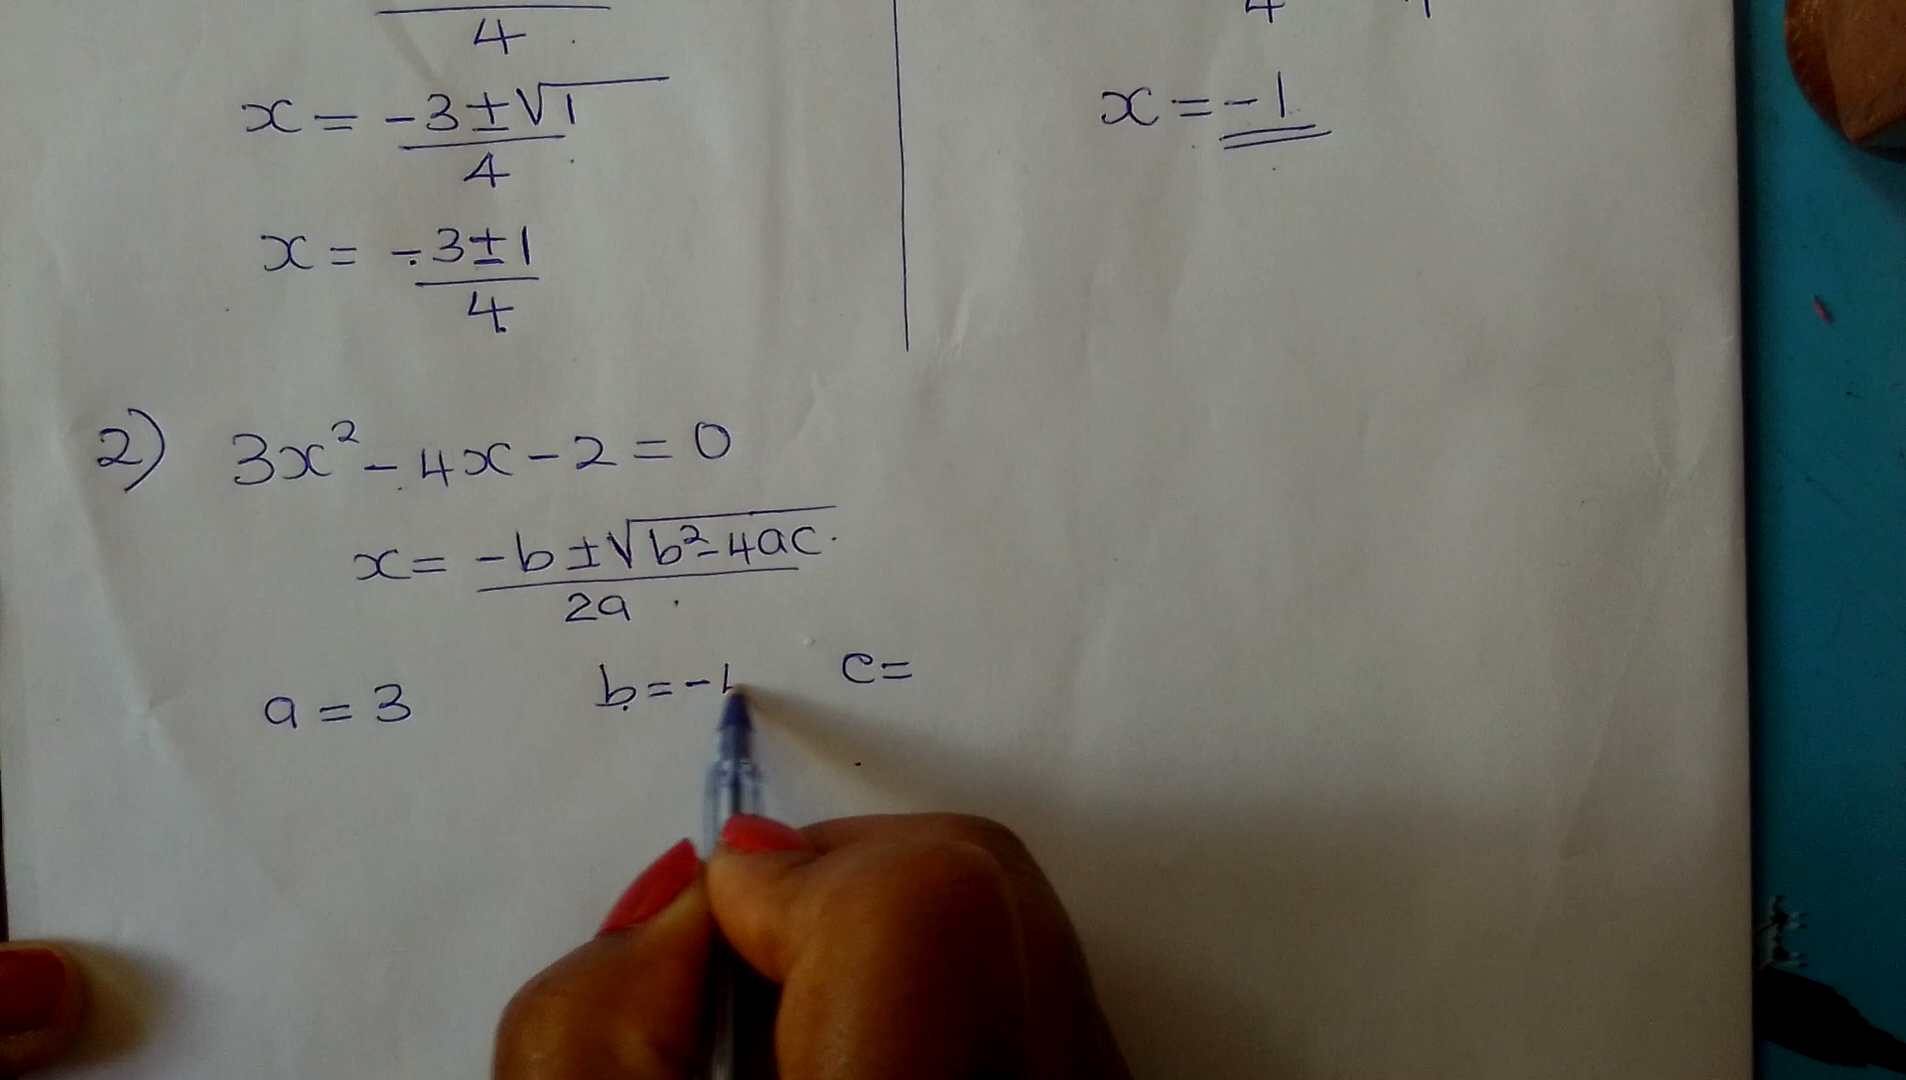 4
x = -3±√1
4
x = -3±1
4
x = -1
2) 3x² - 4x - 2 = 0
x = -b±√b²-4ac
2a
a = 3 b = -4 c =